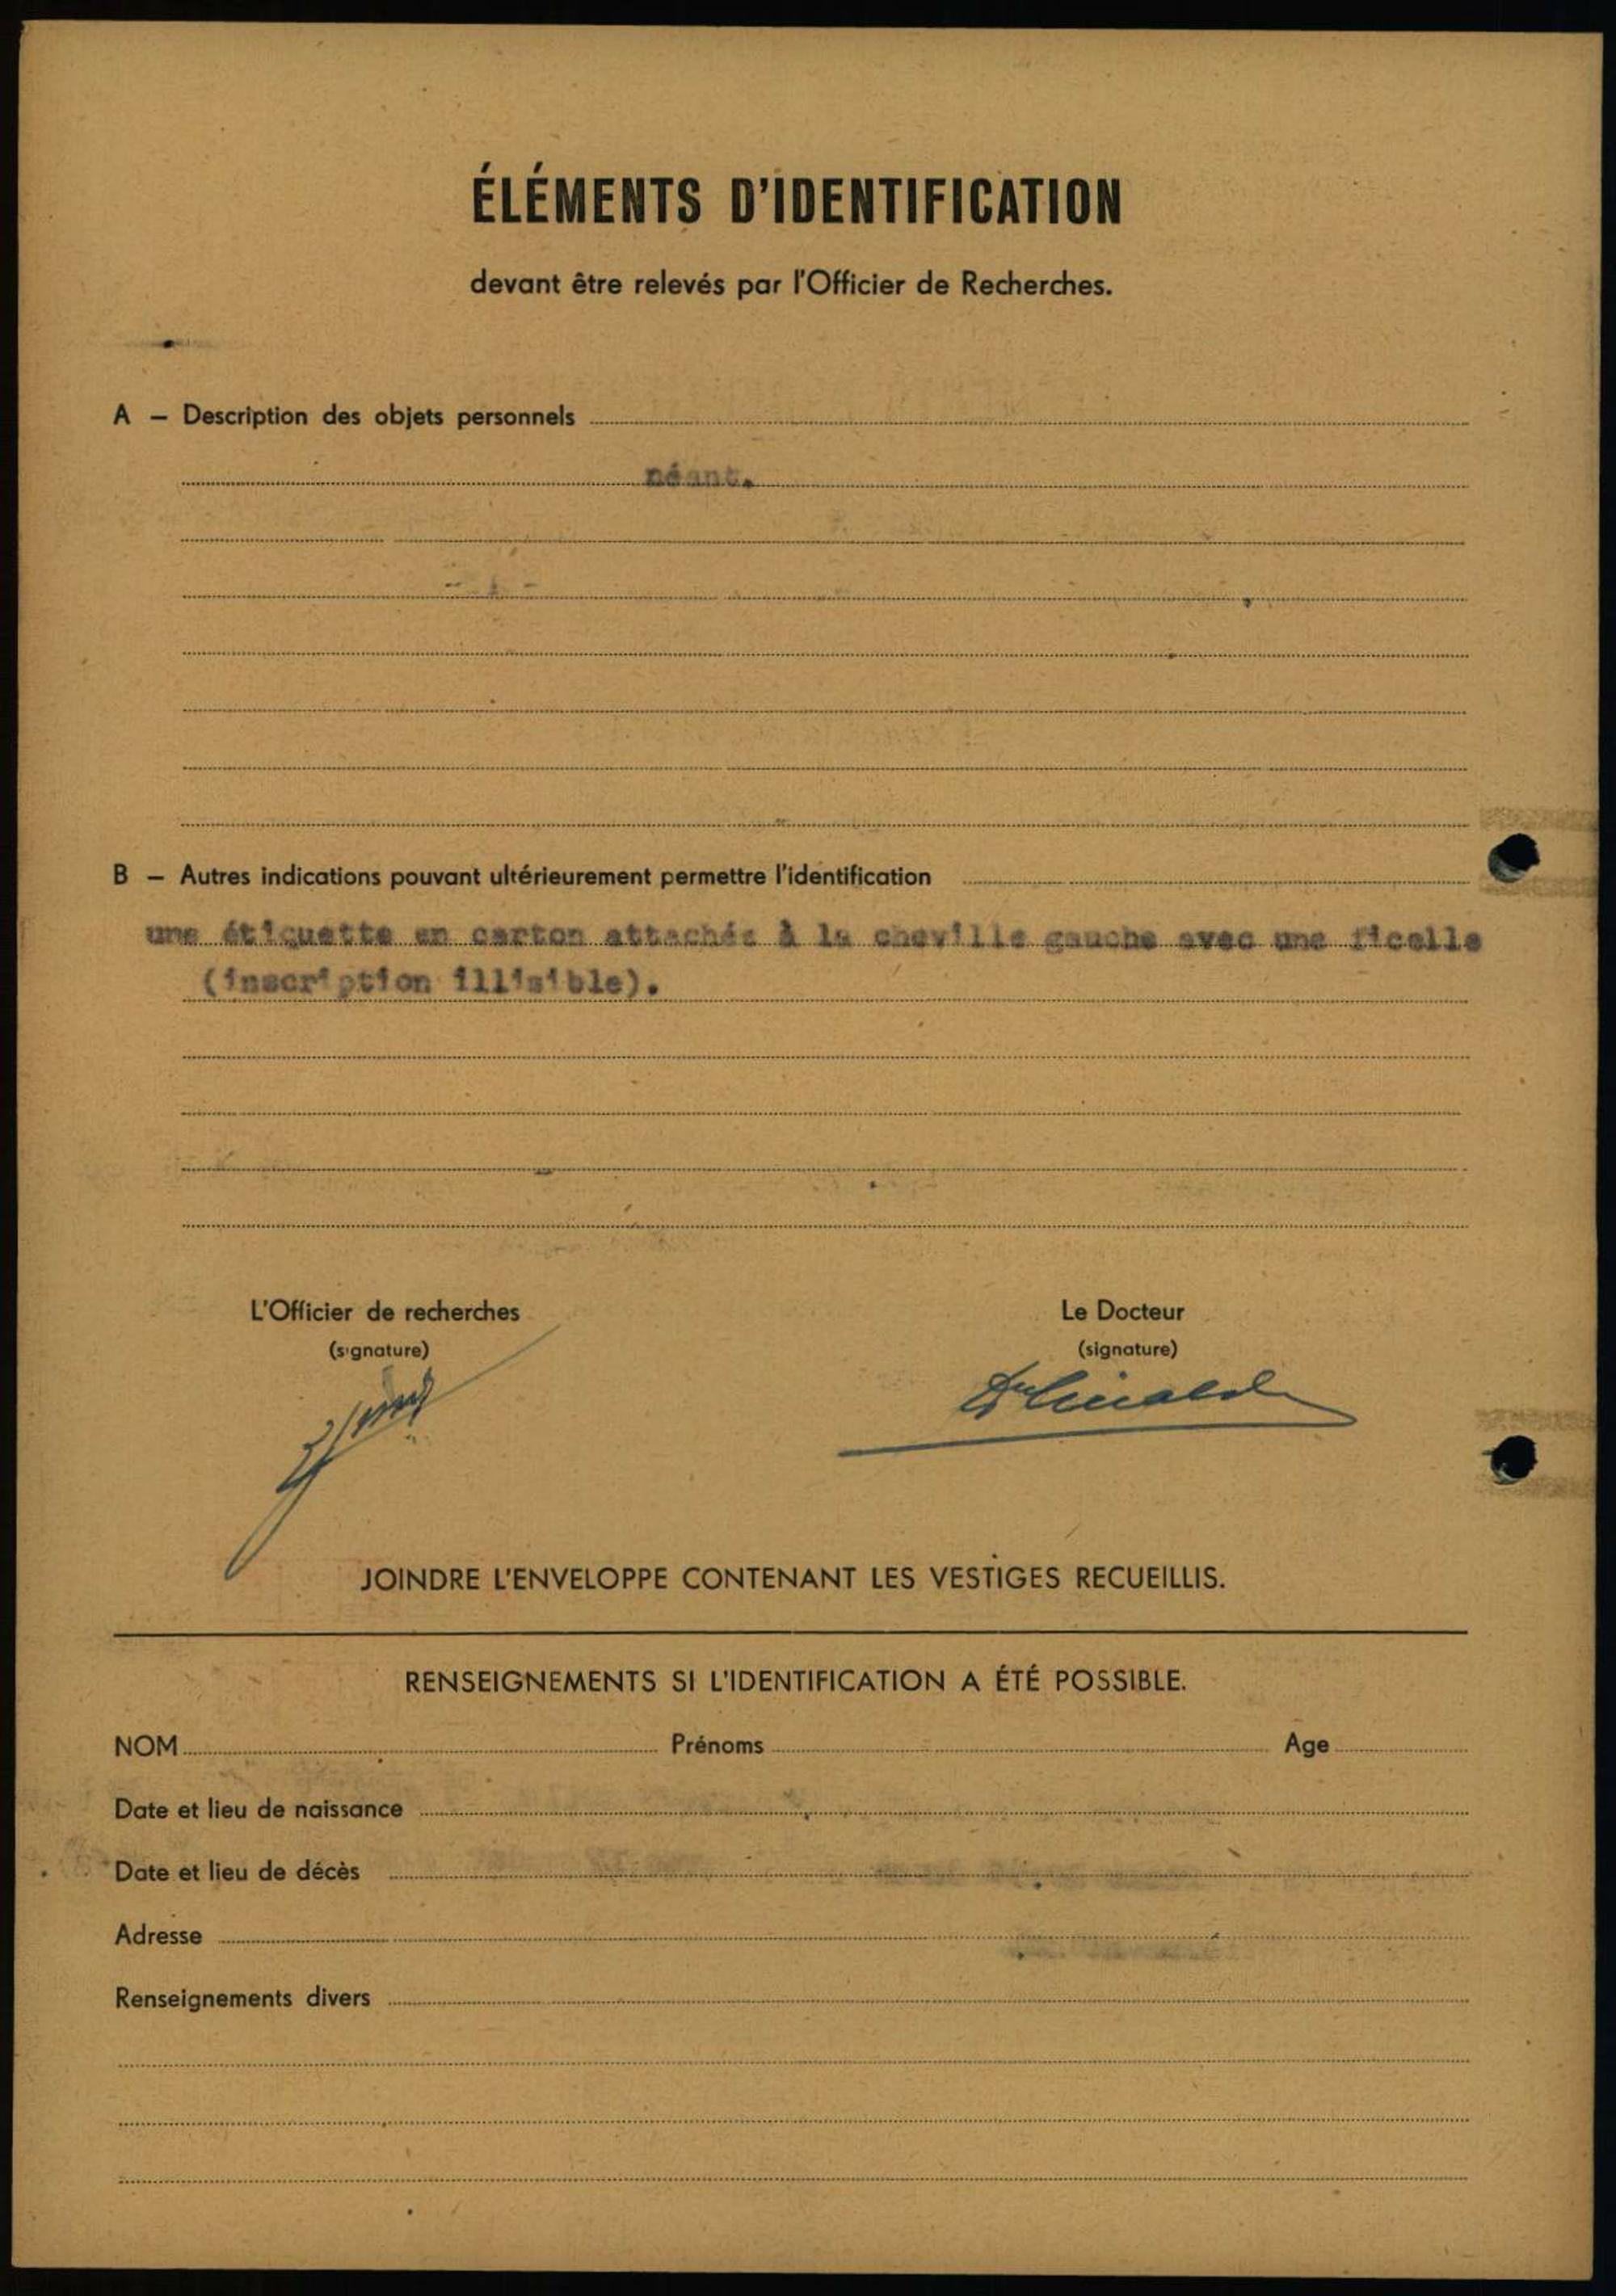 ÉLÉMENTS D'IDENTIFICATION
devant être relevés par l'Officier de Recherches.
A – Description des objets personnels
néant.
B – Autres indications pouvant ultérieurement permettre l'identification
une étiquette en carton attachée à la cheville gauche avec une ficelle
(inscription illisible).
L'Officier de recherches
(signature)
Le Docteur
(signature)
JOINDRE L'ENVELOPPE CONTENANT LES VESTIGES RECUEILLIS.
RENSEIGNEMENTS SI L'IDENTIFICATION A ÉTÉ POSSIBLE.
NOM Prénoms Age
Date et lieu de naissance
Date et lieu de décès
Adresse
Renseignements divers